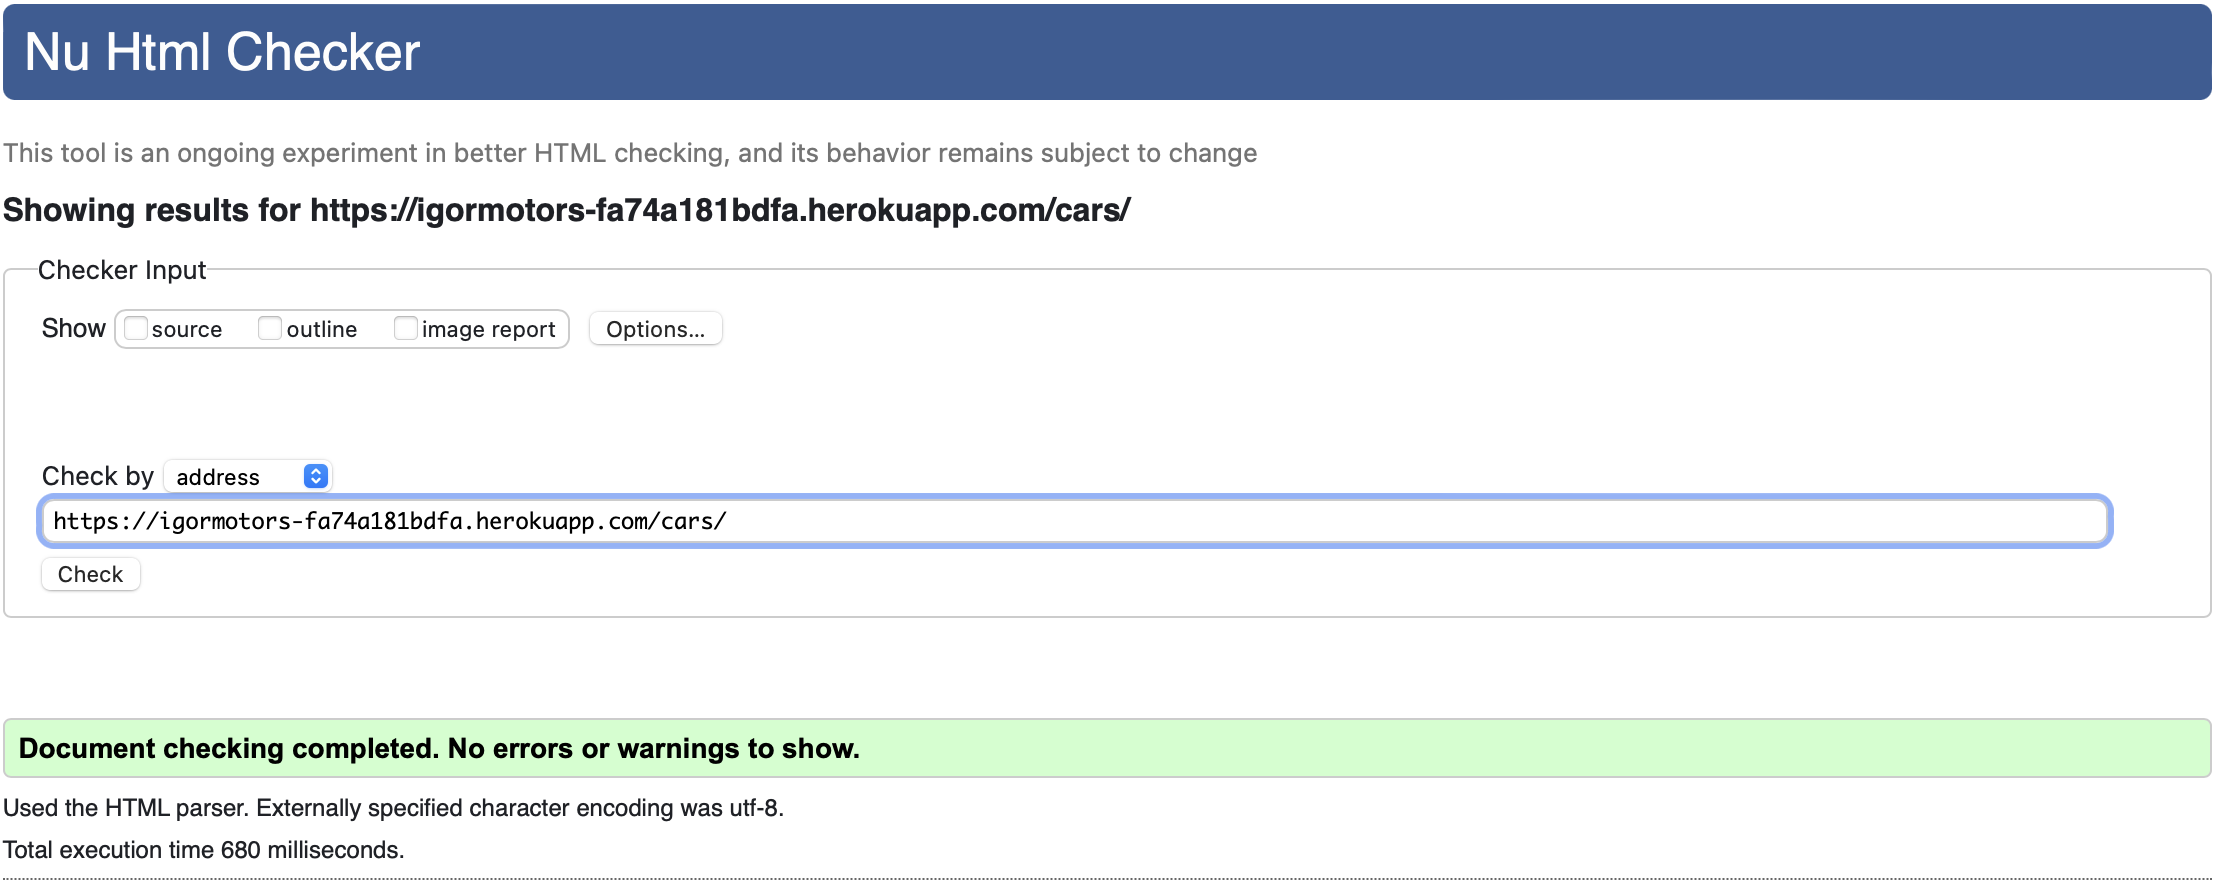 Nu Html Checker
This tool is an ongoing experiment in better HTML checking, and its behavior remains subject to change
Showing results for https://igormotors-fa74a181bdfa.herokuapp.com/cars/
Checker Input
Show source outline image report Options...
Check by address
https://igormotors-fa74a181bdfa.herokuapp.com/cars/
Check
Document checking completed. No errors or warnings to show.
Used the HTML parser. Externally specified character encoding was utf-8.
Total execution time 680 milliseconds.